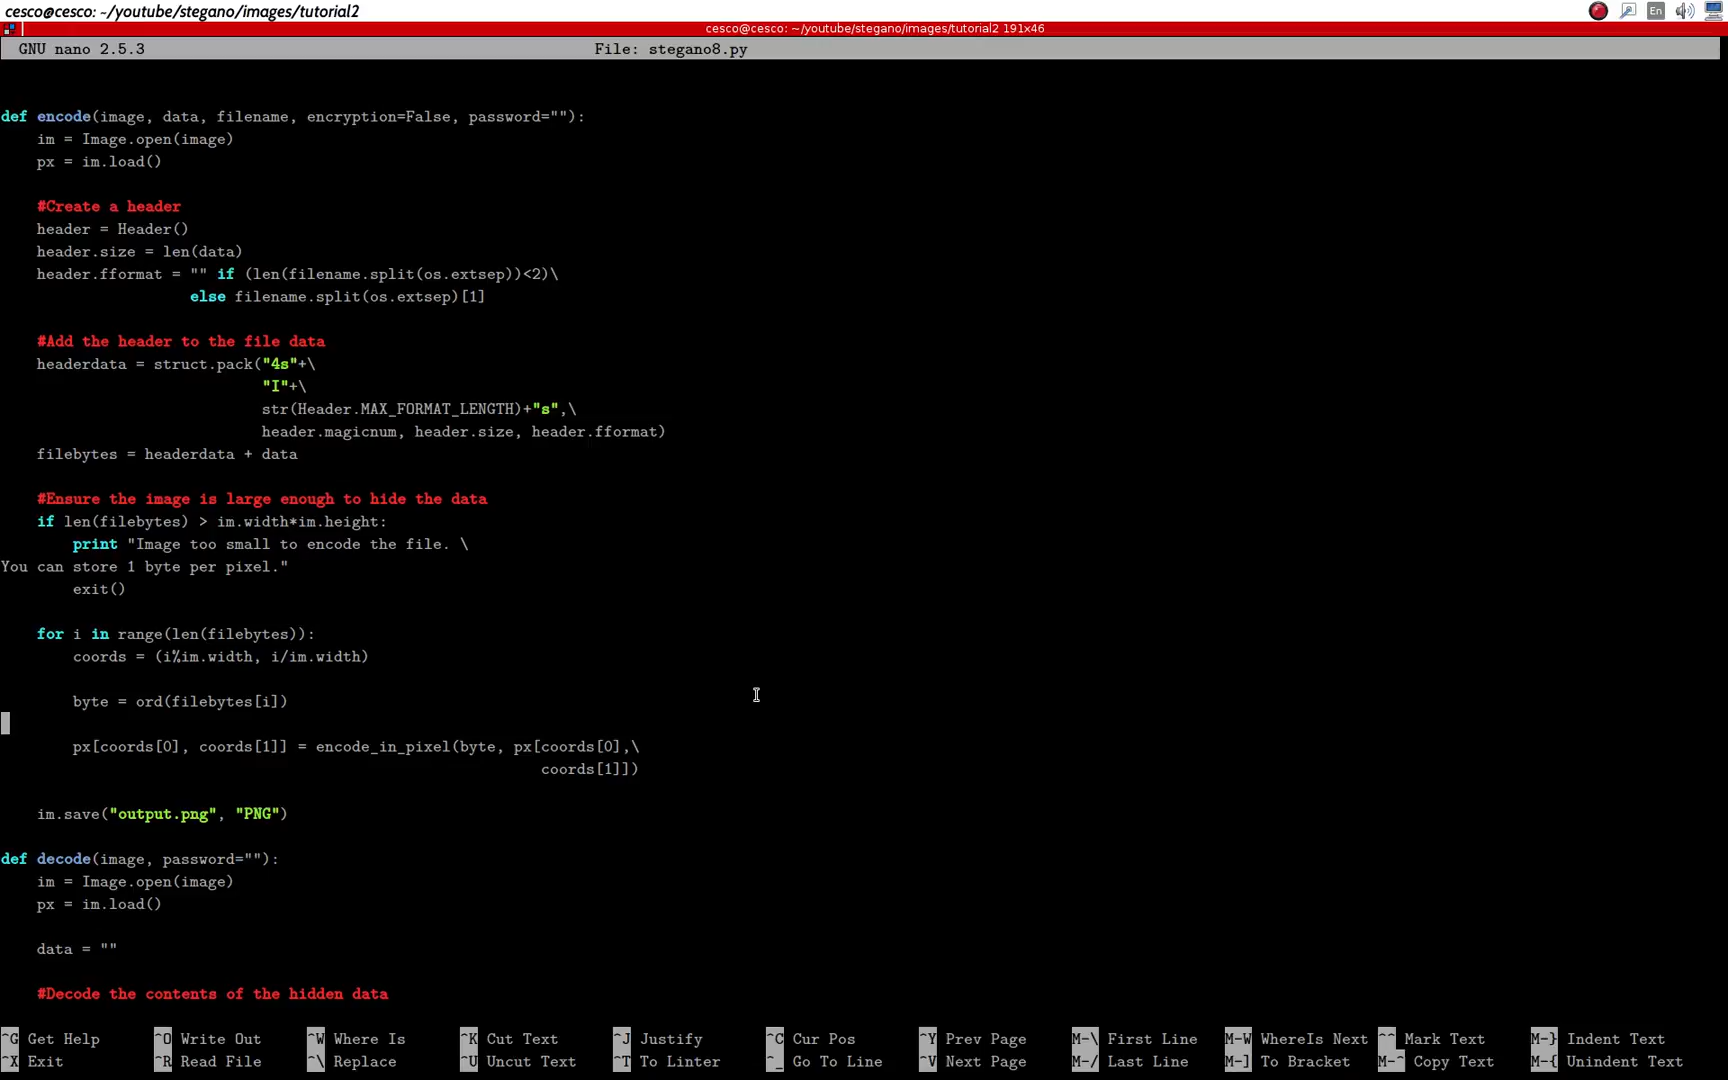 cesco@cesco: ~/youtube/stegano/images/tutorial2
En
cesco@cesco: ~/youtube/stegano/images/tutorial2 191x46
GNU nano 2.5.3 File: stegano8.py
def encode(image, data, filename, encryption=False, password=""):
    im = Image.open(image)
    px = im.load()
    #Create a header
    header = Header()
    header.size = len(data)
    header.fformat = "" if (len(filename.split(os.extsep))<2)\
                     else filename.split(os.extsep)[1]
    #Add the header to the file data
    headerdata = struct.pack("4s"+\
                             "I"+\
                             str(Header.MAX_FORMAT_LENGTH)+"s",\
                             header.magicnum, header.size, header.fformat)
    filebytes = headerdata + data
    #Ensure the image is large enough to hide the data
    if len(filebytes) > im.width*im.height:
        print "Image too small to encode the file. \
You can store 1 byte per pixel."
        exit()
    for i in range(len(filebytes)):
        coords = (i%im.width, i/im.width)
        byte = ord(filebytes[i])
        px[coords[0], coords[1]] = encode_in_pixel(byte, px[coords[0],\
                                                            coords[1]])
    im.save("output.png", "PNG")
def decode(image, password=""):
    im = Image.open(image)
    px = im.load()
    data = ""
    #Decode the contents of the hidden data
^G Get Help ^O Write Out ^W Where Is ^K Cut Text ^J Justify ^C Cur Pos ^Y Prev Page M-\ First Line M-W WhereIs Next ^^ Mark Text M-} Indent Text
^X Exit ^R Read File ^\ Replace ^U Uncut Text ^T To Linter ^_ Go To Line ^V Next Page M-/ Last Line M-] To Bracket M-^ Copy Text M-{ Unindent Text